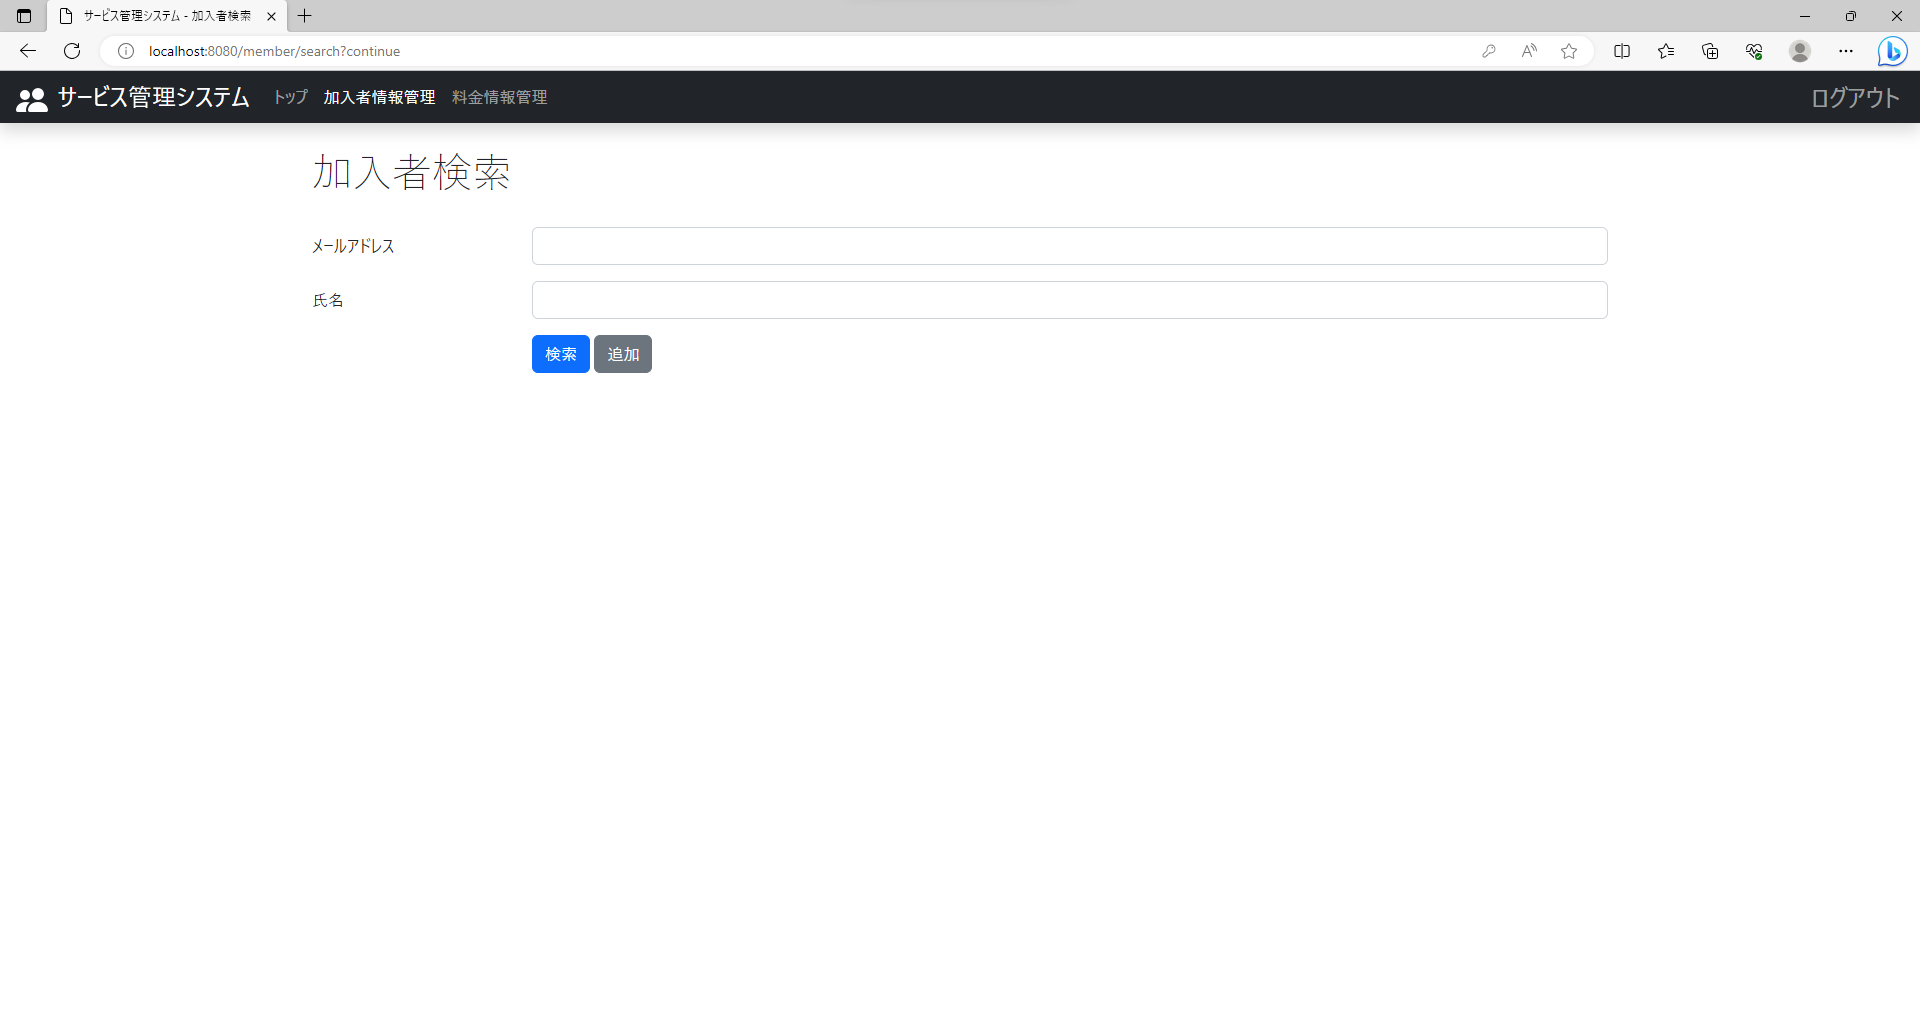 サービス管理システム - 加入者検索
localhost:8080/member/search?continue
サービス管理システム トップ 加入者情報管理 料金情報管理 ログアウト
加入者検索
メールアドレス
氏名
検索 追加